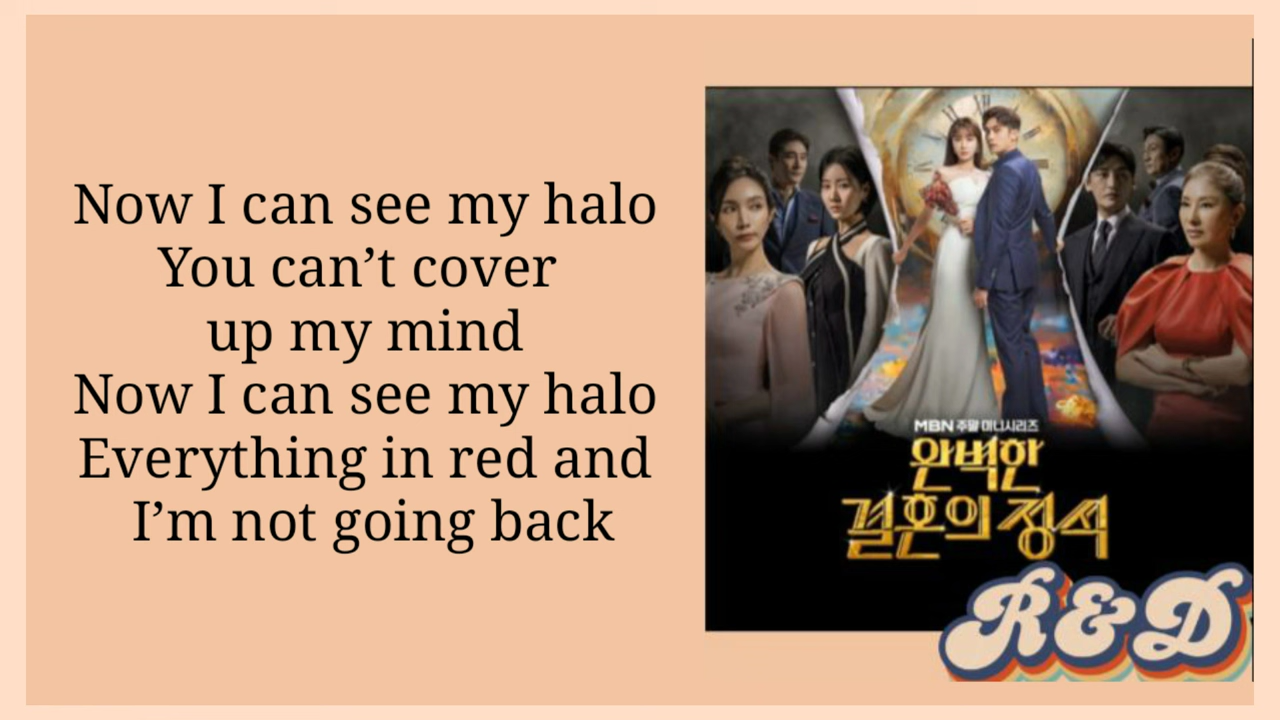 Now I can see my halo
You can’t cover
up my mind
Now I can see my halo
Everything in red and
I’m not going back
MBN 주말 미니시리즈
완벽한
결혼의 정석
R&D